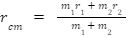 r_cm = (m_1 r_1 + m_2 r_2) / (m_1 + m_2)